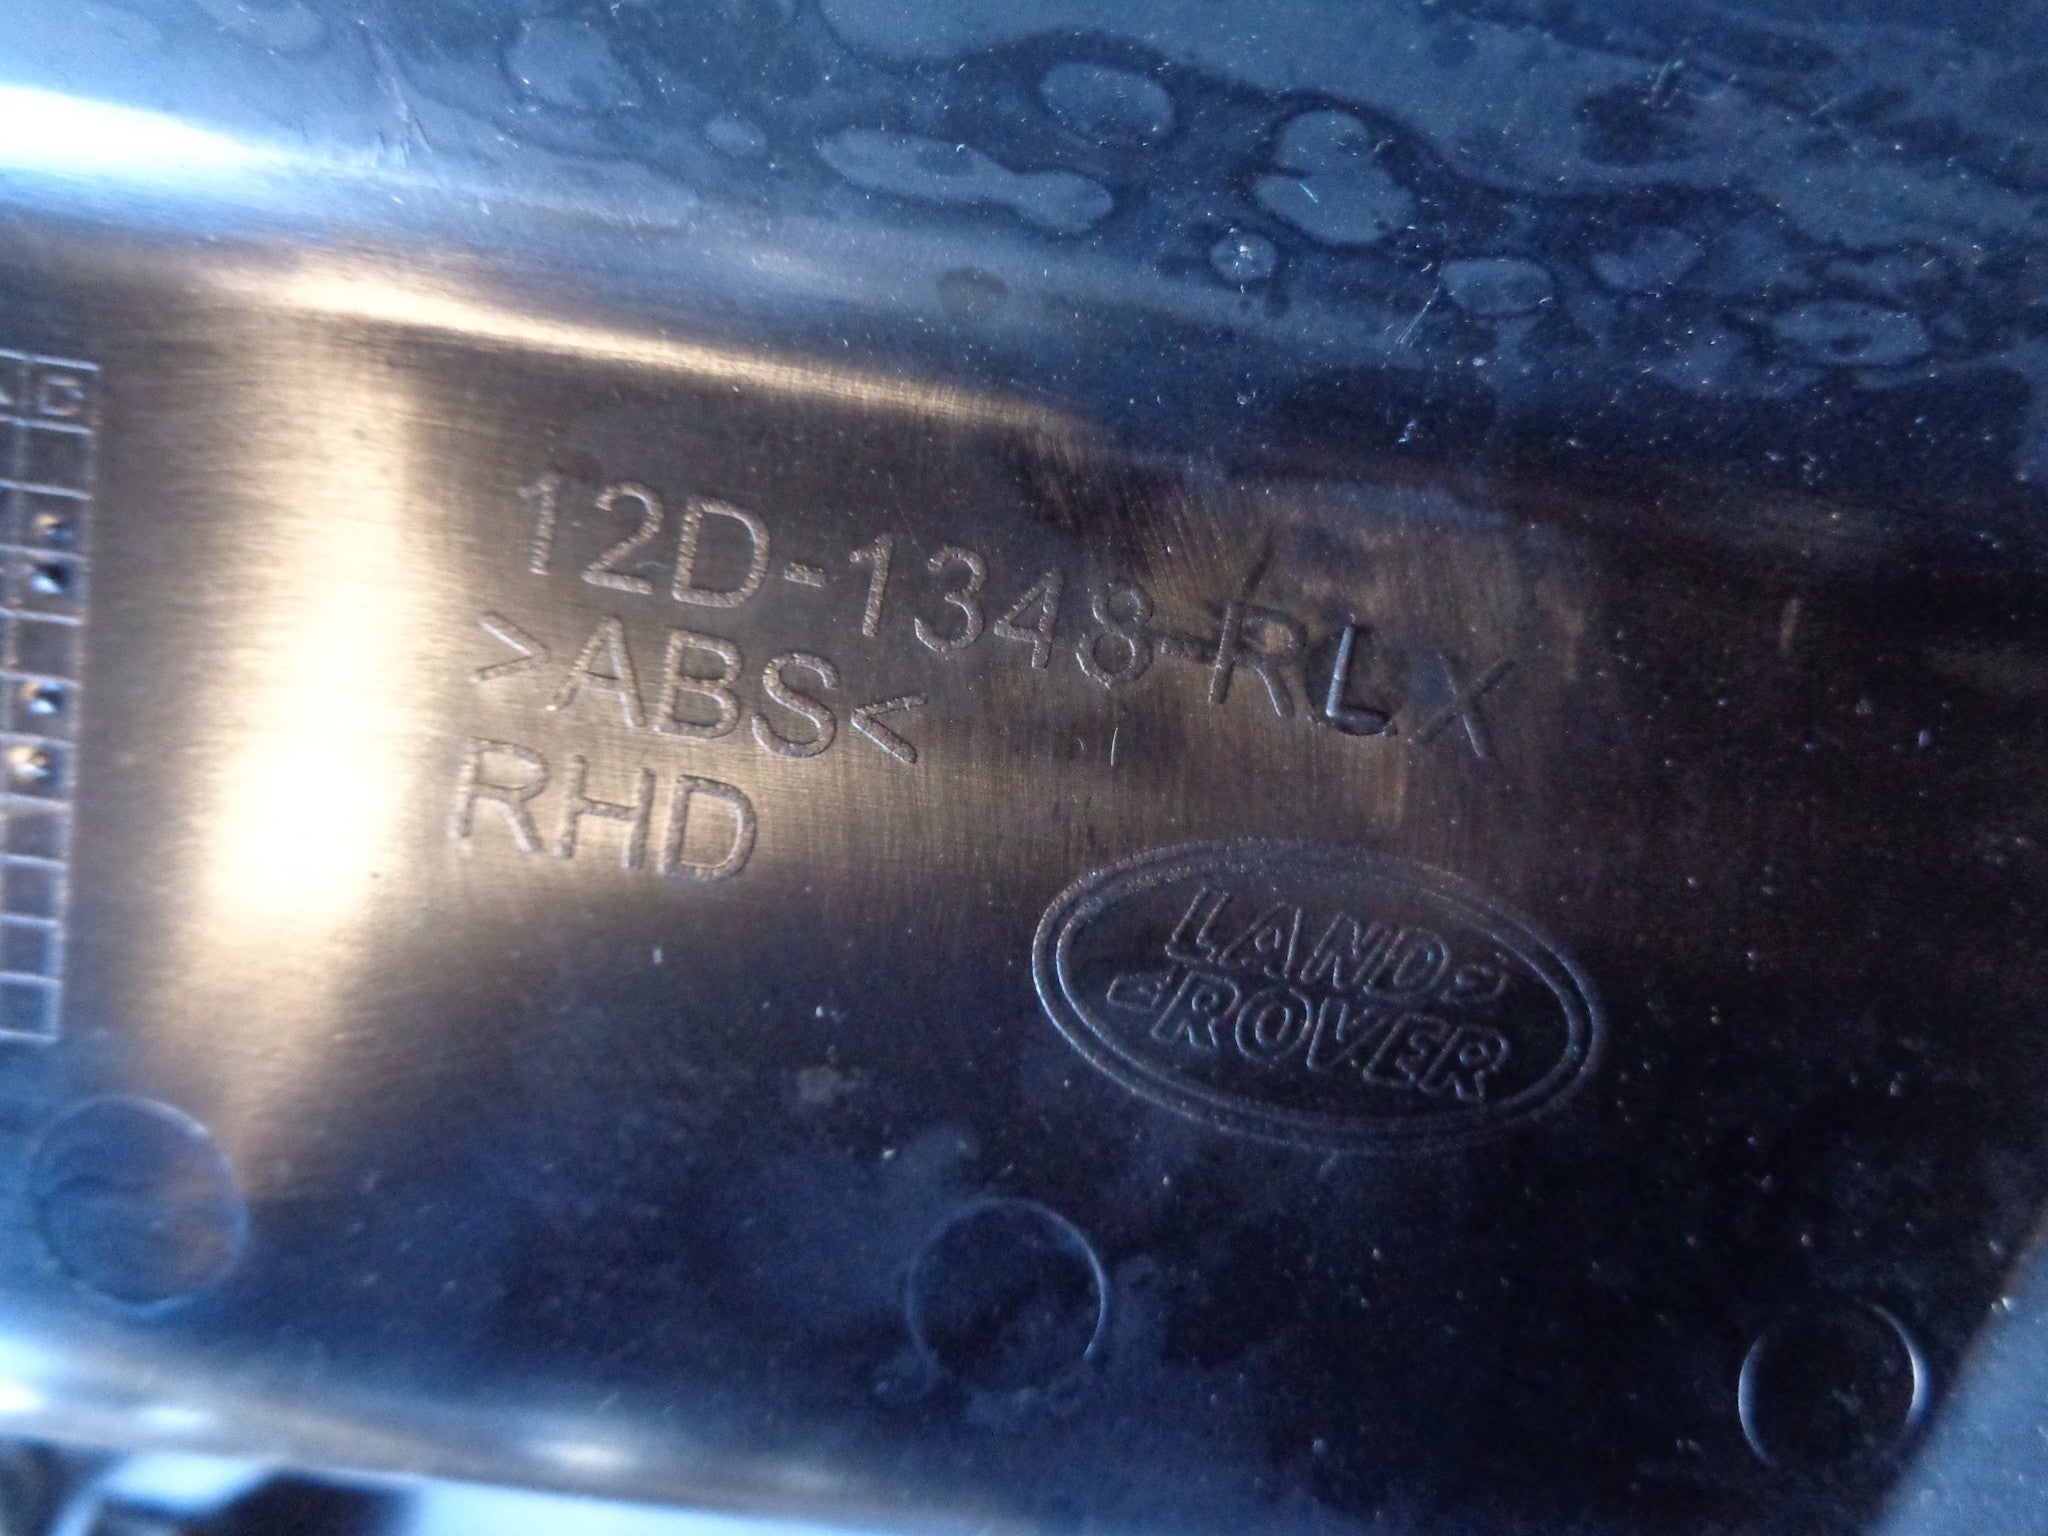 12D-1348-RLX
>ABS<
RHD
LAND
ROVER